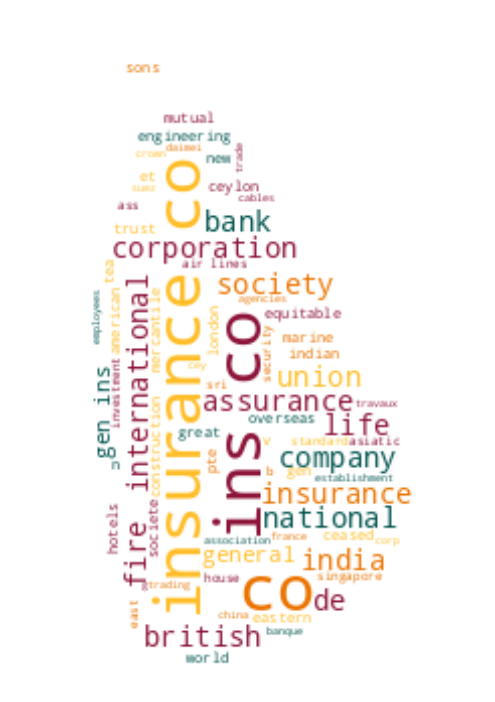 sons
mutual
engineering
daimei
crown
new
trade
et
suez
ceylon
cables
ass
bank
trust
corporation
air lines
tea
society
agencies
insurance co
ins co
equitable
employees
american
international
mercantile
london
security
marine
indian
cey
union
sri
investment
gen ins
assurance
travaux
overseas
life
great
v
standard
asiatic
construction
pte
company
b
gen
establishment
insurance
hotels
societe
national
association
france
ceased
corp
fire
general
india
singapore
house
trading
co
de
east
china
eastern
british
banque
world